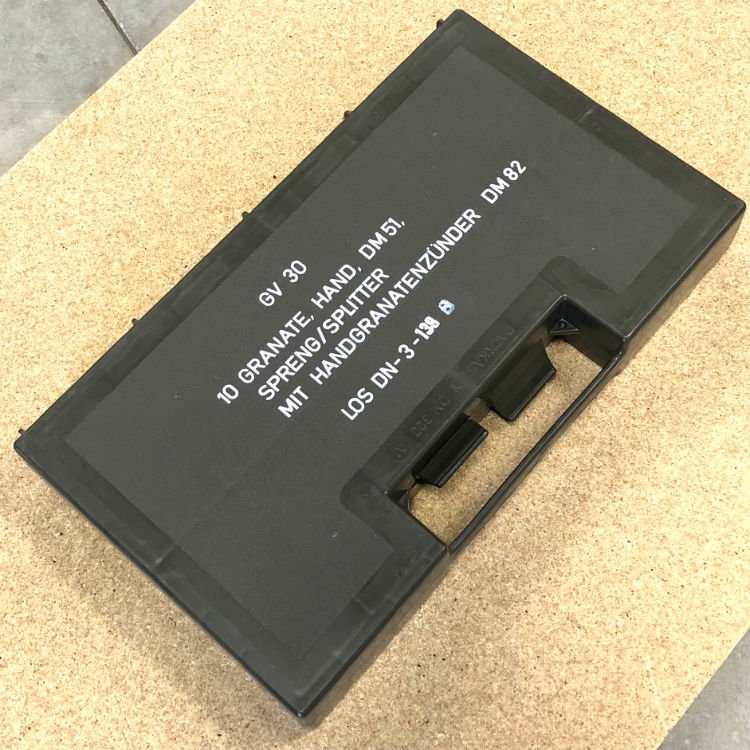 GV 30
10 GRANATE, HAND, DM 51,
SPRENG/SPLITTER
MIT HANDGRANATENZÜNDER DM 82
LOS DN-3-138 B